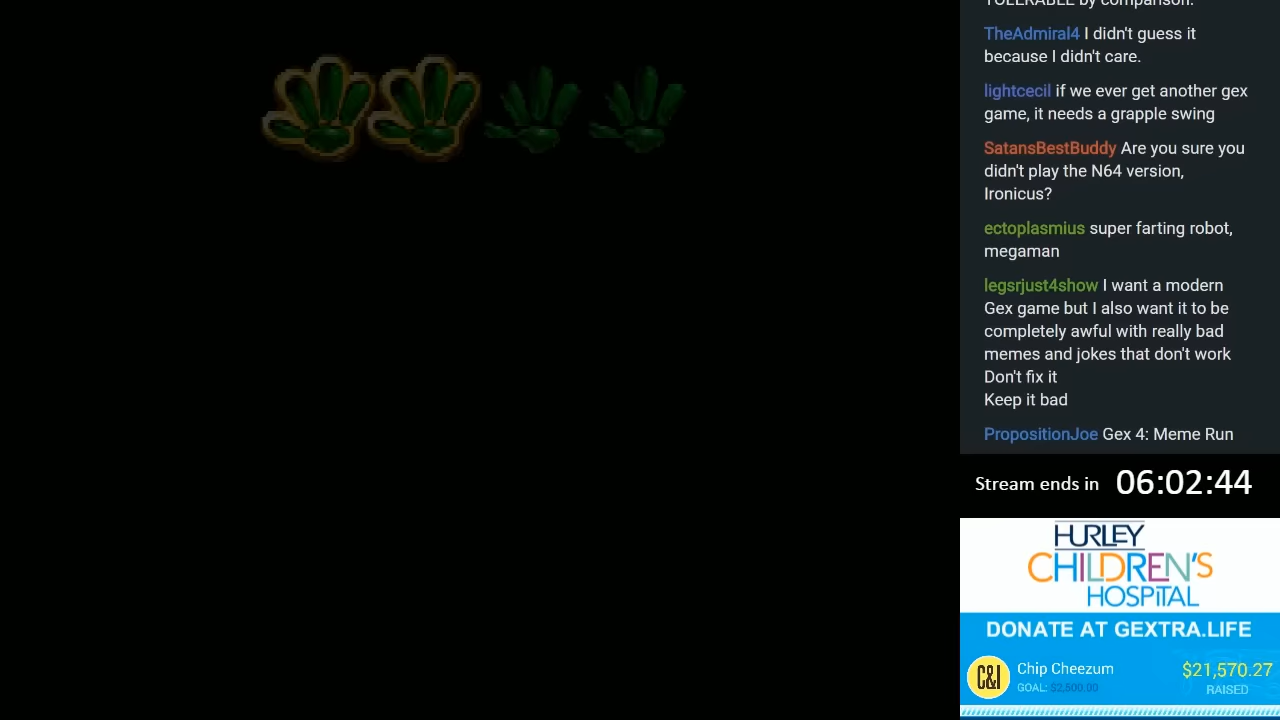 TOLERABLE by comparison.
TheAdmiral4 I didn't guess it
because I didn't care.
lightcecil if we ever get another gex
game, it needs a grapple swing
SatansBestBuddy Are you sure you
didn't play the N64 version,
Ironicus?
ectoplasmius super farting robot,
megaman
legsrjust4show I want a modern
Gex game but I also want it to be
completely awful with really bad
memes and jokes that don't work
Don't fix it
Keep it bad
PropositionJoe Gex 4: Meme Run
Stream ends in 06:02:44
HURLEY
CHILDREN'S
HOSPITAL
DONATE AT GEXTRA.LIFE
C&I
Chip Cheezum
$21,570.27
GOAL: $2,500.00
RAISED